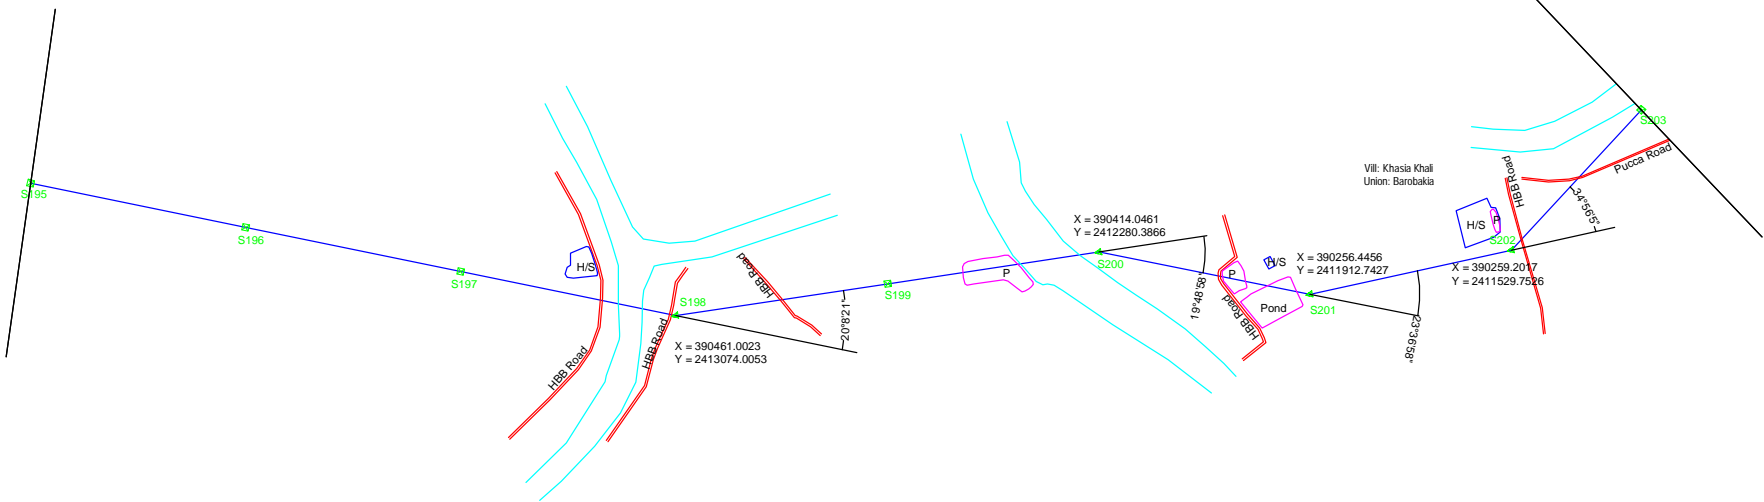 S195
S196
S197
H/S
HBB Road
HBB Road
S198
X = 390461.0023
Y = 2413074.0053
HBB Road
20°8'21"
S199
P
X = 390414.0461
Y = 2412280.3866
S200
19°48'58"
P
H/S
HBB Road
Pond
X = 390256.4456
Y = 2411912.7427
S201
23°36'58"
Vill: Khasia Khali
Union: Barobakia
H/S
P
S202
X = 390259.2017
Y = 2411529.7526
HBB Road
34°56'5"
Pucca Road
S203